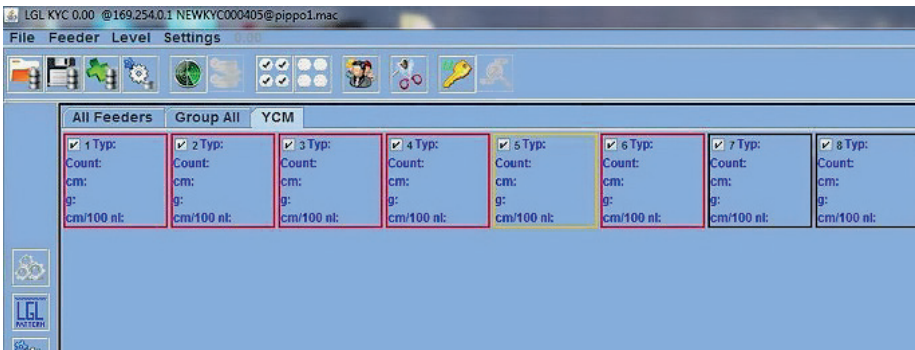 LGL KYC 0.00 @169.254.0.1 NEWKYC000405@pippo1.mac
File Feeder Level Settings 0.00
All Feeders Group All YCM
1 Typ: 2 Typ: 3 Typ: 4 Typ: 5 Typ: 6 Typ: 7 Typ: 8 Typ:
Count: Count: Count: Count: Count: Count: Count: Count:
cm: cm: cm: cm: cm: cm: cm: cm:
g: g: g: g: g: g: g: g:
cm/100 nl: cm/100 nl: cm/100 nl: cm/100 nl: cm/100 nl: cm/100 nl: cm/100 nl: cm/100 nl:
LGL
PATTERN